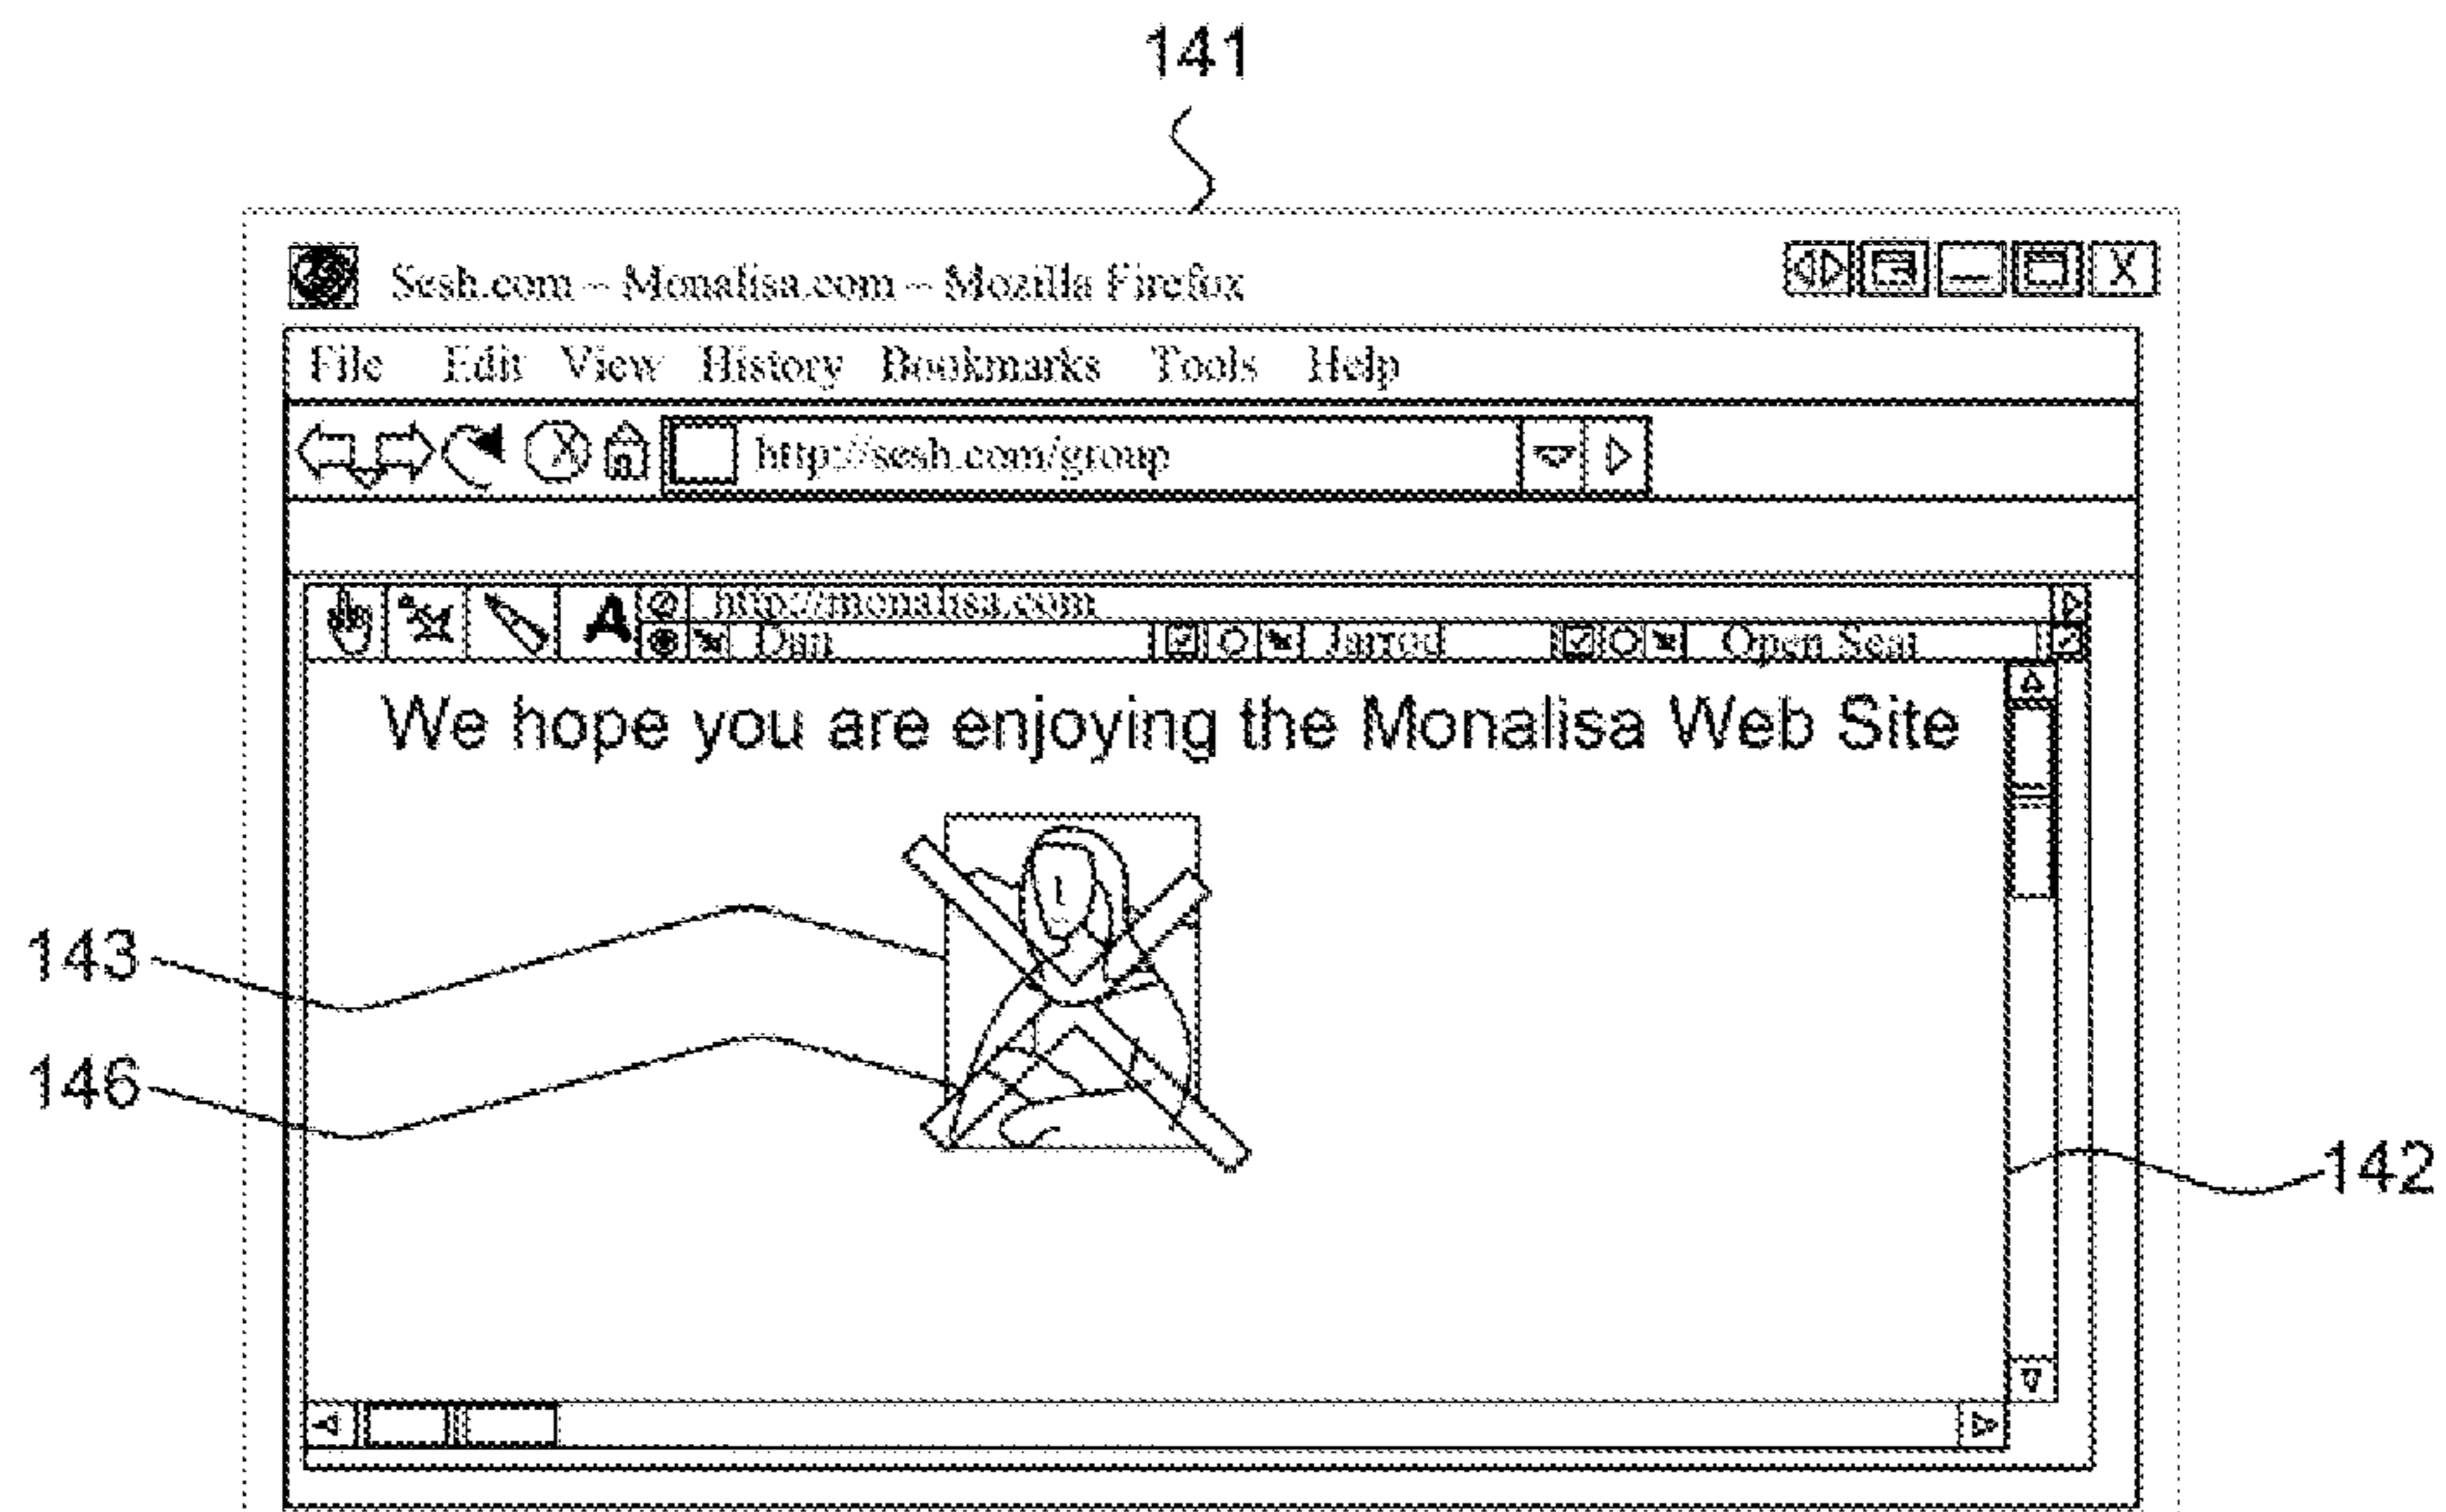 141
Sesh.com – Monalisa.com – Mozilla Firefox
File Edit View History Bookmarks Tools Help
http://sesh.com/group
A http://monalisa.com
Dan Jarrod Open Seat
We hope you are enjoying the Monalisa Web Site
143
146
142